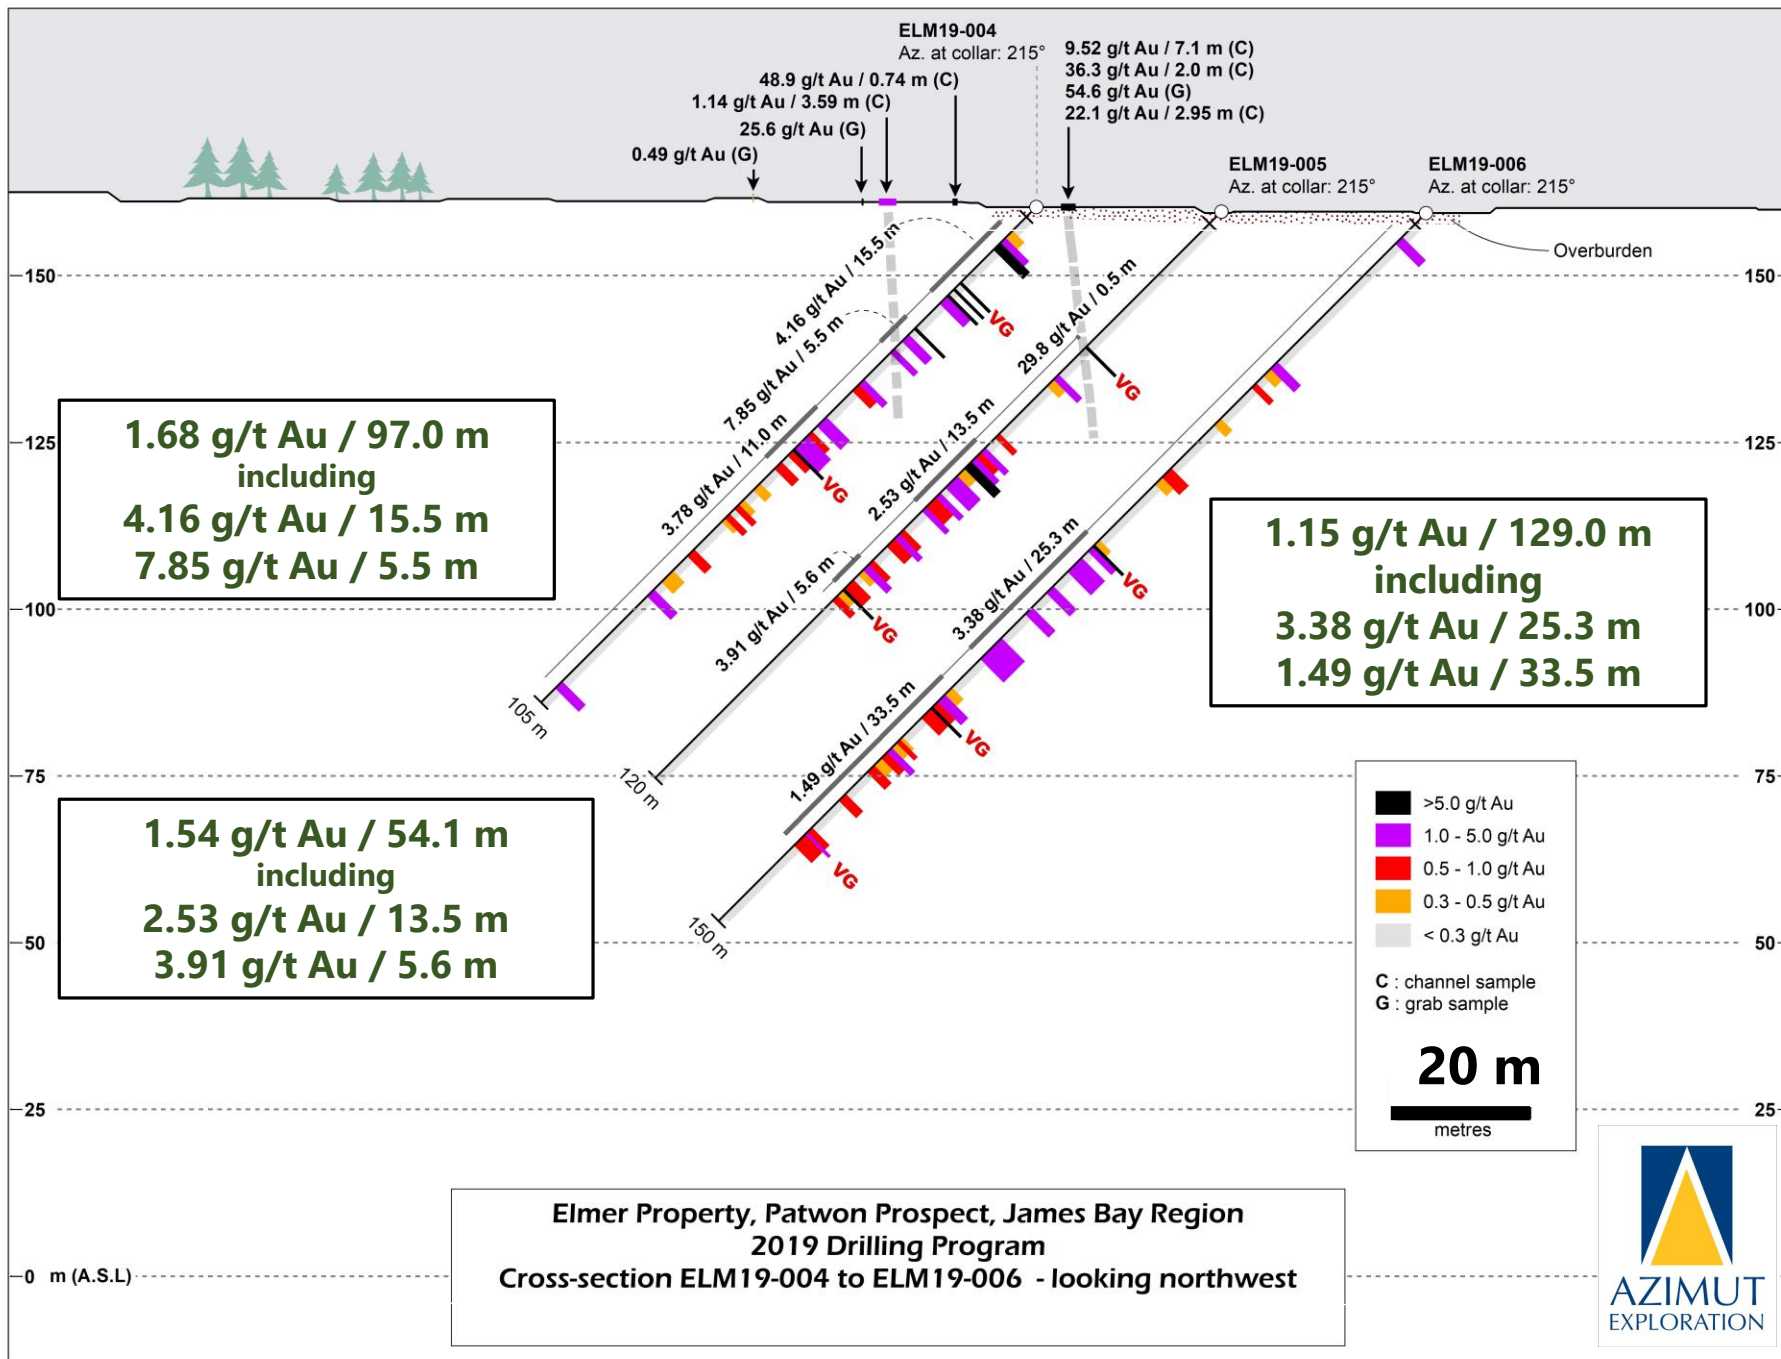 ELM19-004
Az. at collar: 215°
9.52 g/t Au / 7.1 m (C)
36.3 g/t Au / 2.0 m (C)
54.6 g/t Au (G)
22.1 g/t Au / 2.95 m (C)
48.9 g/t Au / 0.74 m (C)
1.14 g/t Au / 3.59 m (C)
25.6 g/t Au (G)
0.49 g/t Au (G)
ELM19-005
Az. at collar: 215°
ELM19-006
Az. at collar: 215°
Overburden
150
150
4.16 g/t Au / 15.5 m
7.85 g/t Au / 5.5 m
3.78 g/t Au / 11.0 m
VG
VG
105 m
29.8 g/t Au / 0.5 m
2.53 g/t Au / 13.5 m
3.91 g/t Au / 5.6 m
VG
VG
120 m
3.38 g/t Au / 25.3 m
1.49 g/t Au / 33.5 m
VG
VG
VG
150 m
125
125
1.68 g/t Au / 97.0 m
including
4.16 g/t Au / 15.5 m
7.85 g/t Au / 5.5 m
1.15 g/t Au / 129.0 m
including
3.38 g/t Au / 25.3 m
1.49 g/t Au / 33.5 m
100
100
75
75
1.54 g/t Au / 54.1 m
including
2.53 g/t Au / 13.5 m
3.91 g/t Au / 5.6 m
>5.0 g/t Au
1.0 - 5.0 g/t Au
0.5 - 1.0 g/t Au
0.3 - 0.5 g/t Au
< 0.3 g/t Au
C : channel sample
G : grab sample
20 m
metres
50
50
25
25
0 m (A.S.L)
Elmer Property, Patwon Prospect, James Bay Region
2019 Drilling Program
Cross-section ELM19-004 to ELM19-006 - looking northwest
AZIMUT
EXPLORATION